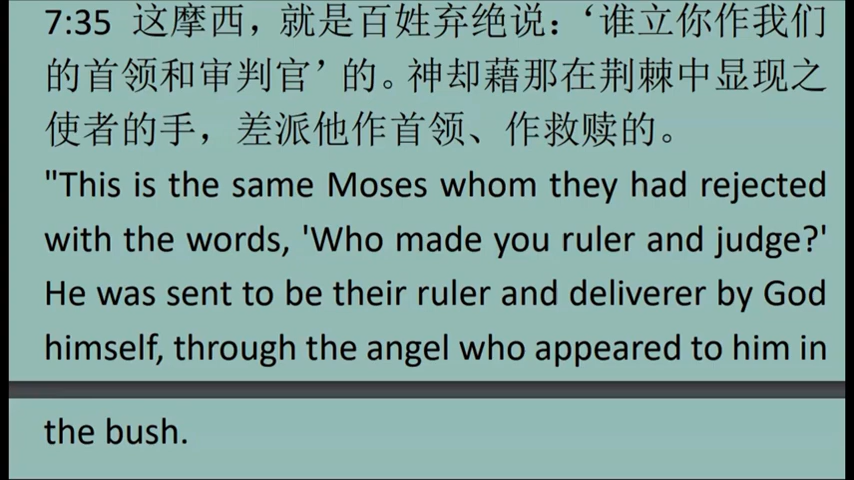 7:35 这摩西，就是百姓弃绝说：‘谁立你作我们
的首领和审判官’的。神却藉那在荆棘中显现之
使者的手，差派他作首领、作救赎的。
"This is the same Moses whom they had rejected
with the words, 'Who made you ruler and judge?'
He was sent to be their ruler and deliverer by God
himself, through the angel who appeared to him in
the bush.